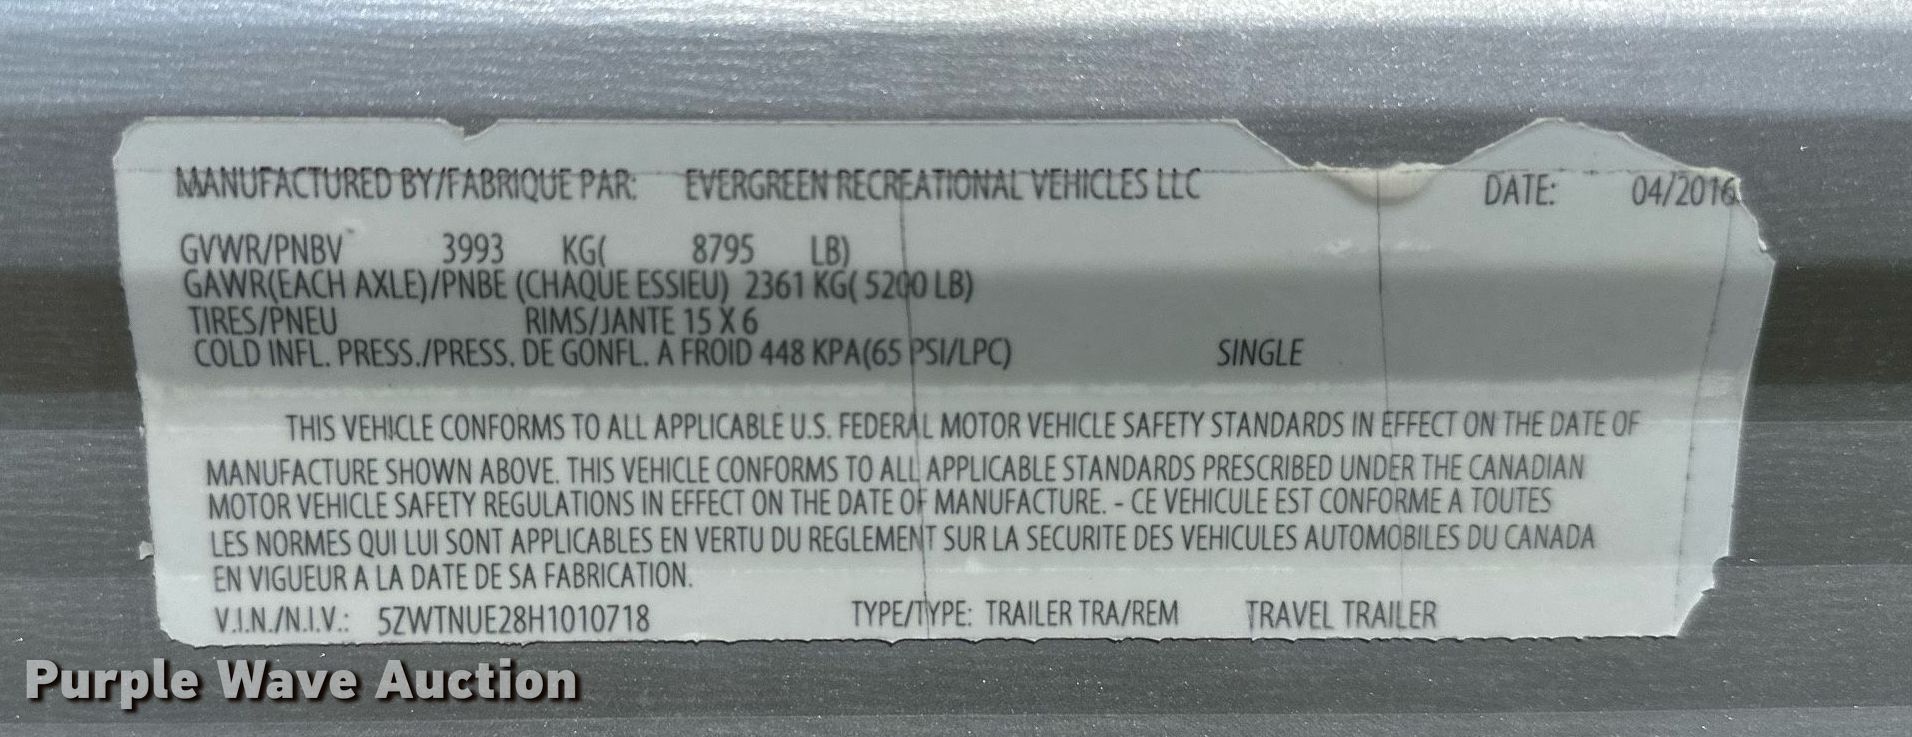 MANUFACTURED BY/FABRIQUE PAR: EVERGREEN RECREATIONAL VEHICLES LLC DATE: 04/2016
GVWR/PNBV 3993 KG( 8795 LB)
GAWR(EACH AXLE)/PNBE (CHAQUE ESSIEU) 2361 KG( 5200 LB)
TIRES/PNEU RIMS/JANTE 15 X 6
COLD INFL. PRESS./PRESS. DE GONFL. A FROID 448 KPA(65 PSI/LPC) SINGLE
THIS VEHICLE CONFORMS TO ALL APPLICABLE U.S. FEDERAL MOTOR VEHICLE SAFETY STANDARDS IN EFFECT ON THE DATE OF
MANUFACTURE SHOWN ABOVE. THIS VEHICLE CONFORMS TO ALL APPLICABLE STANDARDS PRESCRIBED UNDER THE CANADIAN
MOTOR VEHICLE SAFETY REGULATIONS IN EFFECT ON THE DATE OF MANUFACTURE. - CE VEHICULE EST CONFORME A TOUTES
LES NORMES QUI LUI SONT APPLICABLES EN VERTU DU REGLEMENT SUR LA SECURITE DES VEHICULES AUTOMOBILES DU CANADA
EN VIGUEUR A LA DATE DE SA FABRICATION.
V.I.N./N.I.V.: 5ZWTNUE28H1010718 TYPE/TYPE: TRAILER TRA/REM TRAVEL TRAILER
Purple Wave Auction